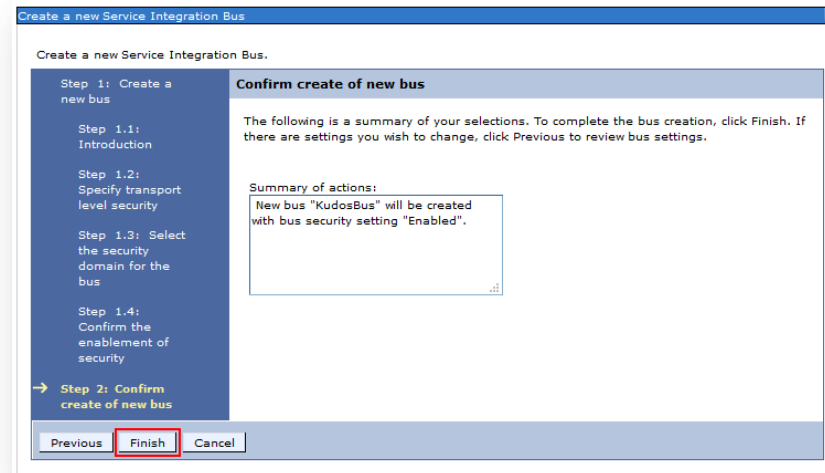 Create a new Service Integration Bus
Create a new Service Integration Bus.
Step 1: Create a
new bus
Step 1.1:
Introduction
Step 1.2:
Specify transport
level security
Step 1.3: Select
the security
domain for the
bus
Step 1.4:
Confirm the
enablement of
security
Step 2: Confirm
create of new bus
Confirm create of new bus
The following is a summary of your selections. To complete the bus creation, click Finish. If
there are settings you wish to change, click Previous to review bus settings.
Summary of actions:
New bus "KudosBus" will be created
with bus security setting "Enabled".
Previous Finish Cancel